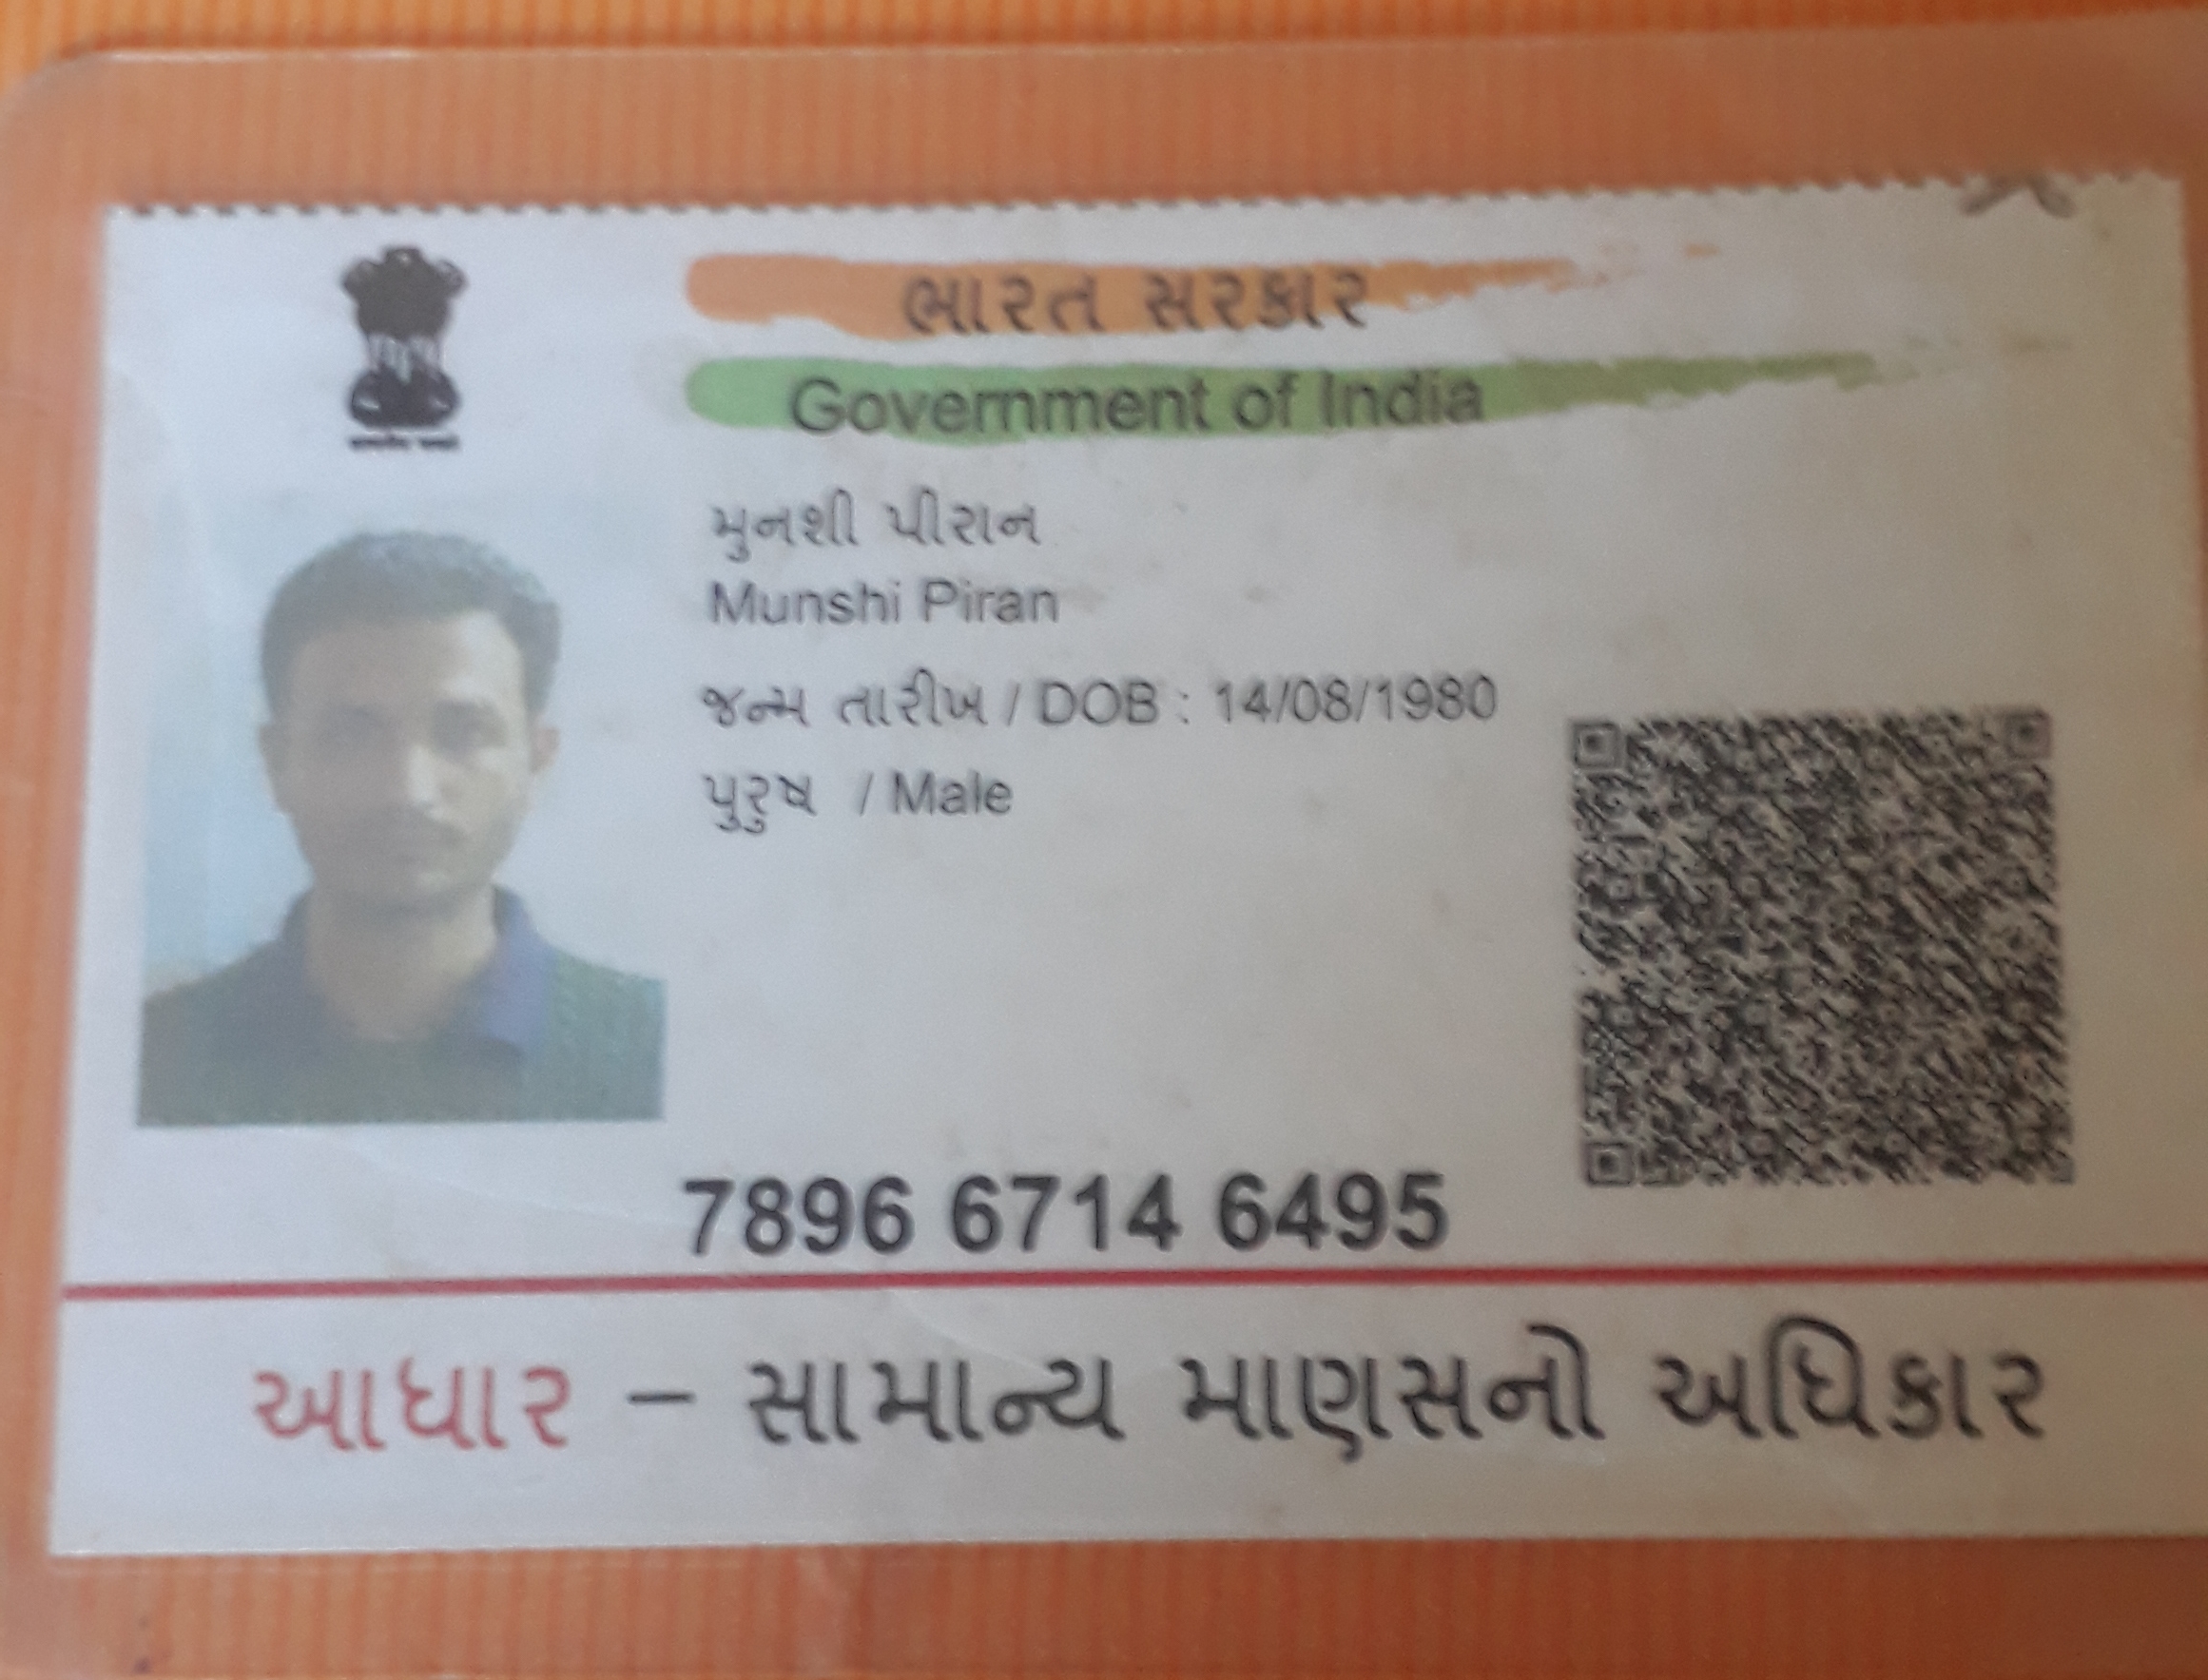 ભારત સરકાર
Government of India
મુનશી પીરાન
Munshi Piran
જન્મ તારીખ / DOB : 14/08/1980
પુરુષ / Male
7896 6714 6495
આધાર – સામાન્ય માણસનો અધિકાર